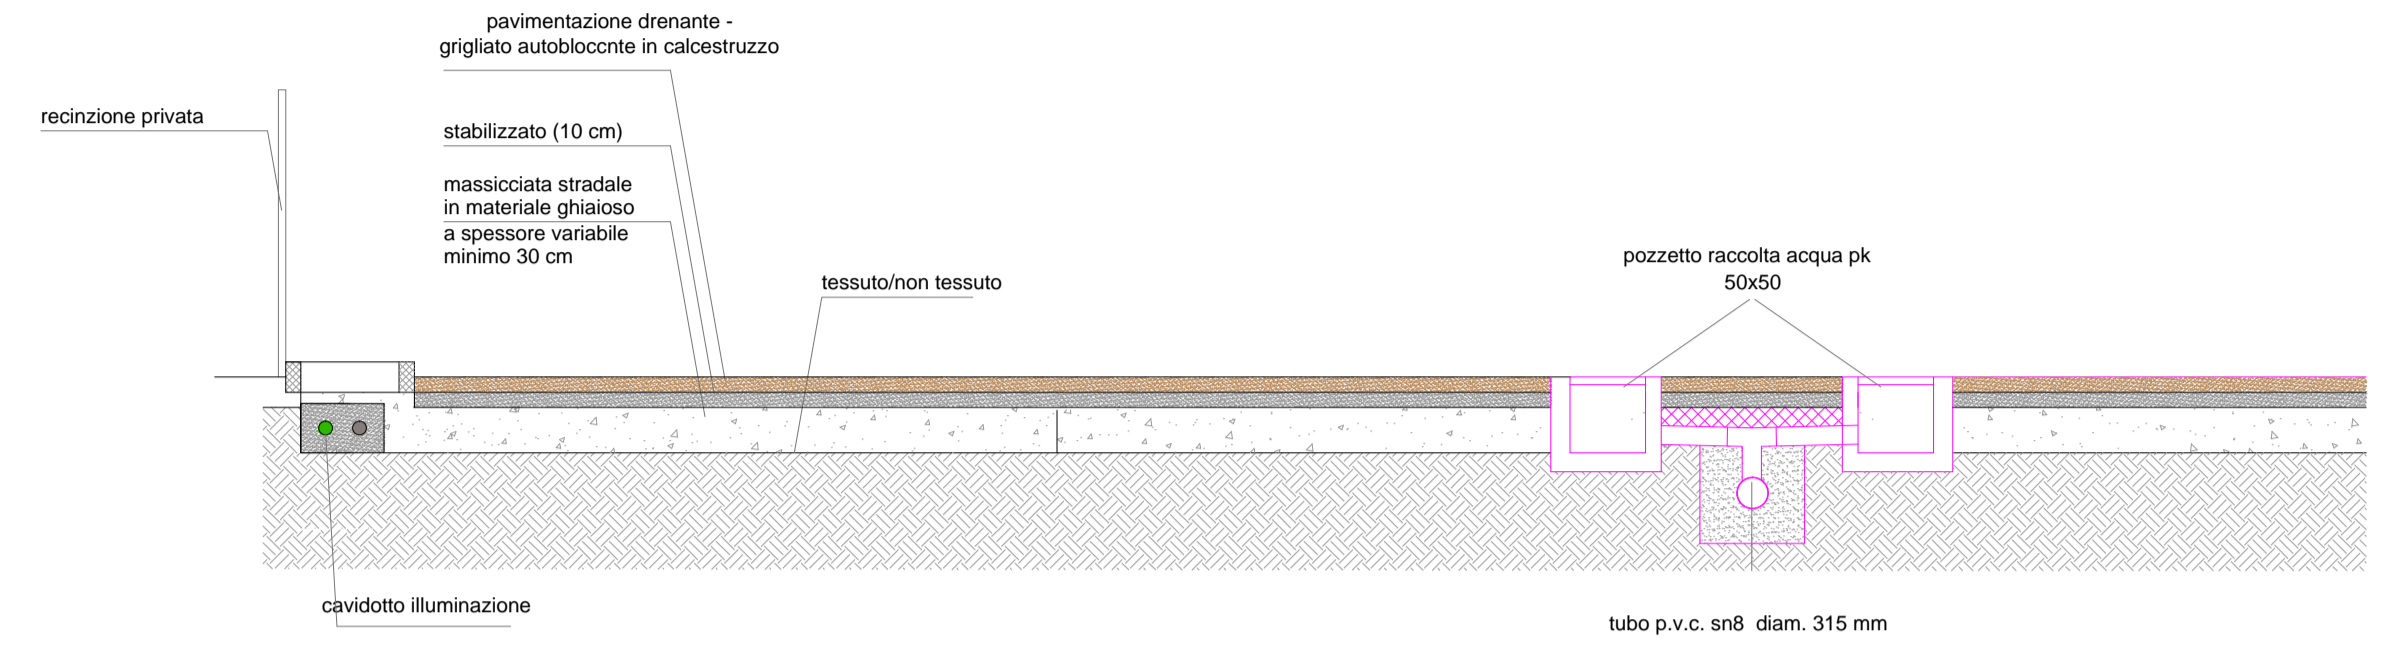 pavimentazione drenante -
grigliato autobloccnte in calcestruzzo
recinzione privata
stabilizzato (10 cm)
massicciata stradale
in materiale ghiaioso
a spessore variabile
minimo 30 cm
tessuto/non tessuto
pozzetto raccolta acqua pk
50x50
cavidotto illuminazione
tubo p.v.c. sn8  diam. 315 mm